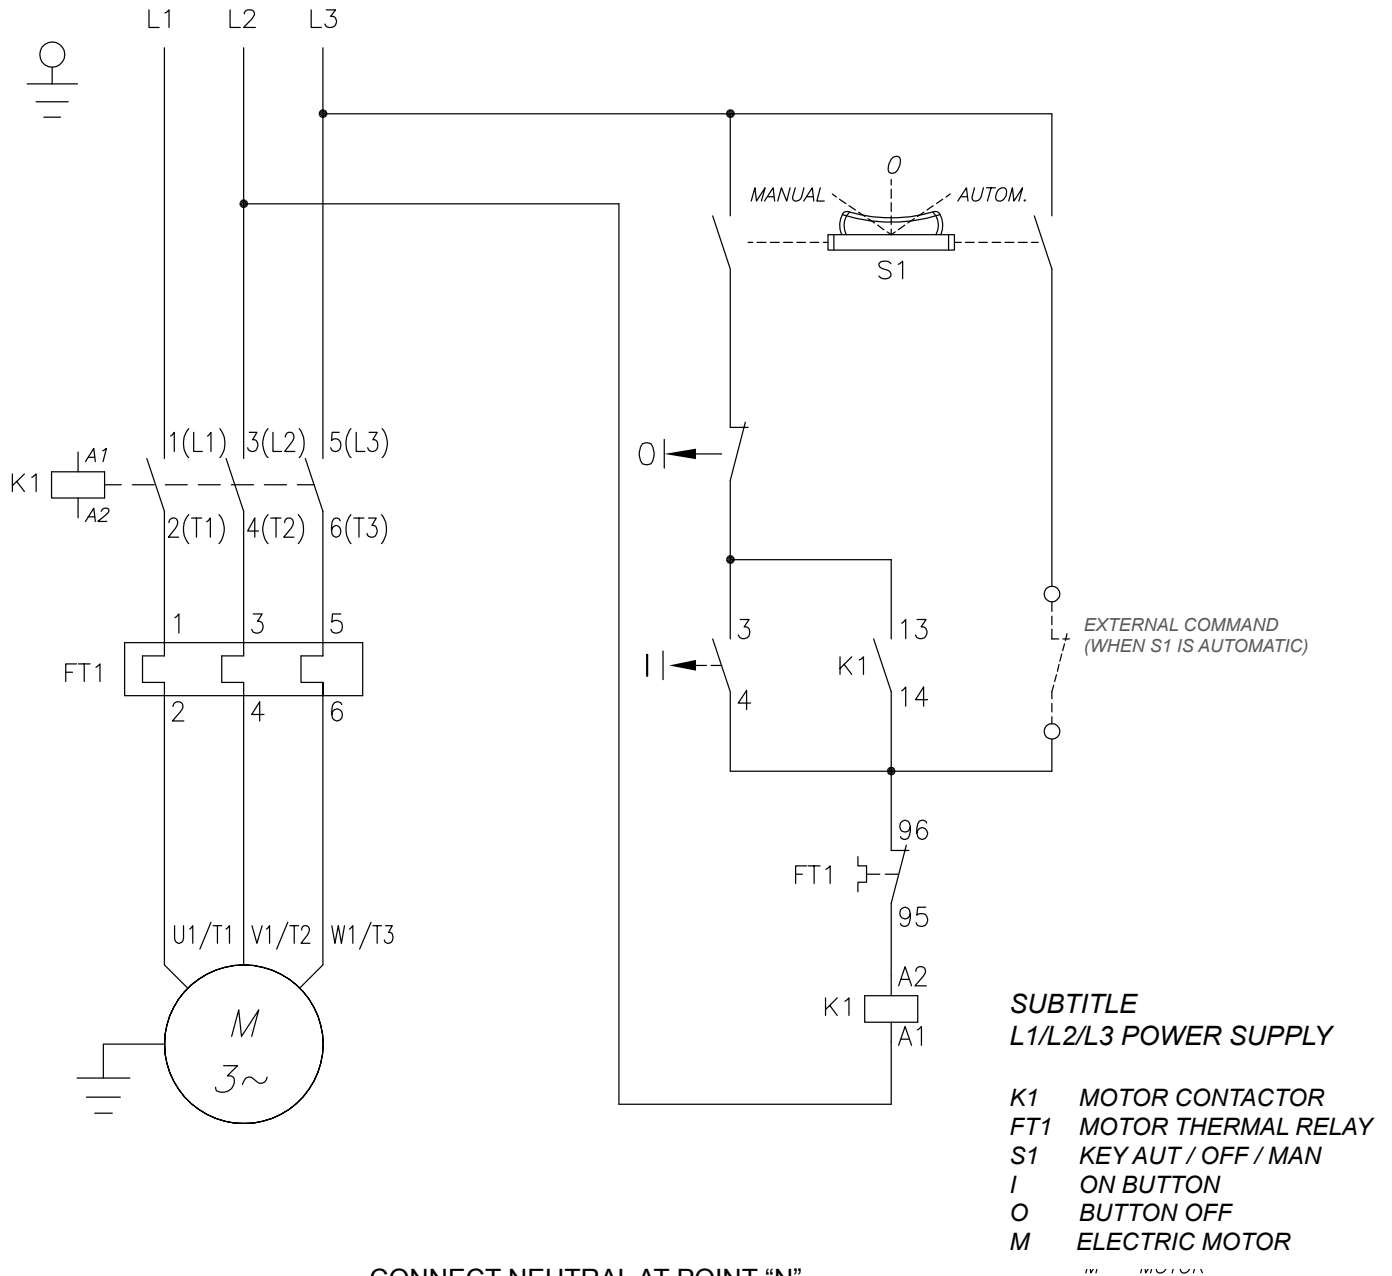 L1 L2 L3
O
MANUAL AUTOM.
S1
1(L1) 3(L2) 5(L3)
A1
K1
A2
2(T1) 4(T2) 6(T3)
O
1 3 5
FT1
2 4 6
3 13
I K1
4 14
EXTERNAL COMMAND
(WHEN S1 IS AUTOMATIC)
96
FT1
95
U1/T1 V1/T2 W1/T3
M
3~
A2
K1
A1
SUBTITLE
L1/L2/L3 POWER SUPPLY
K1 MOTOR CONTACTOR
FT1 MOTOR THERMAL RELAY
S1 KEY AUT / OFF / MAN
I ON BUTTON
O BUTTON OFF
M ELECTRIC MOTOR
CONNECT NEUTRAL AT POINT “N”